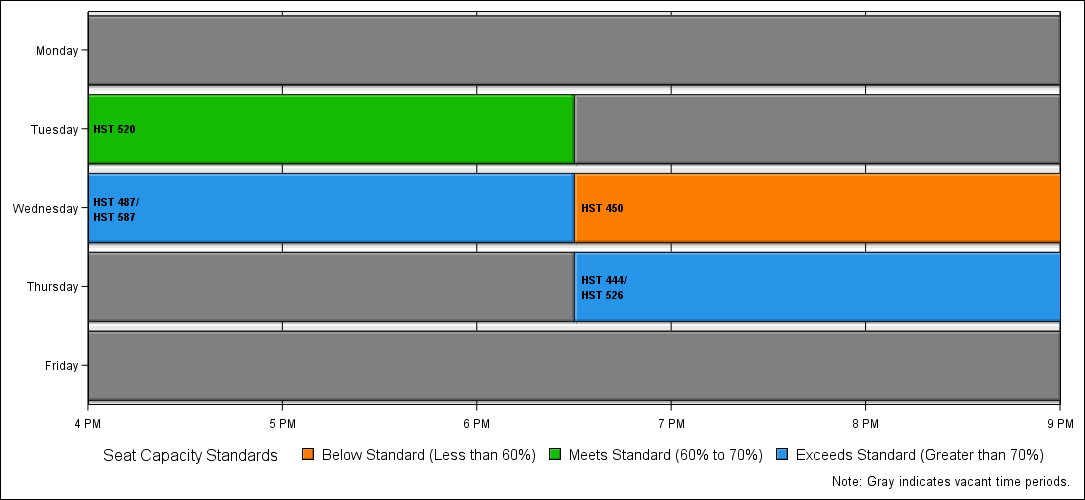 Monday
Tuesday
HST 520
Wednesday
HST 487/
HST 587
HST 450
Thursday
HST 444/
HST 526
Friday
4 PM 5 PM 6 PM 7 PM 8 PM 9 PM
Seat Capacity Standards Below Standard (Less than 60%) Meets Standard (60% to 70%) Exceeds Standard (Greater than 70%)
Note: Gray indicates vacant time periods.